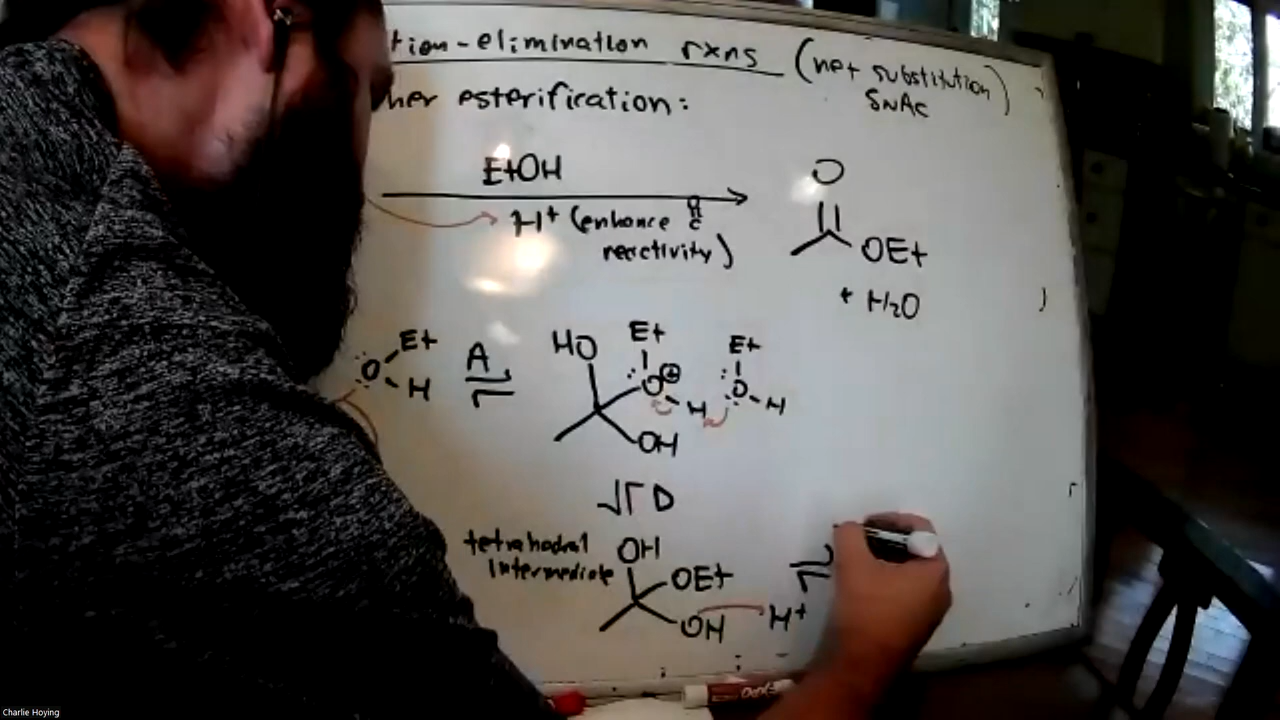 tion-elimination rxns (net substitution)
SNAc
her esterification:
EtOH
H+ (enhance
reactivity)
O
OEt
+ H2O
O
Et
H
A
HO
Et
:O⊕
H
OH
Et
:O
H
D
tetrahedral
intermediate
OH
OEt
OH
H+
Charlie Hoying